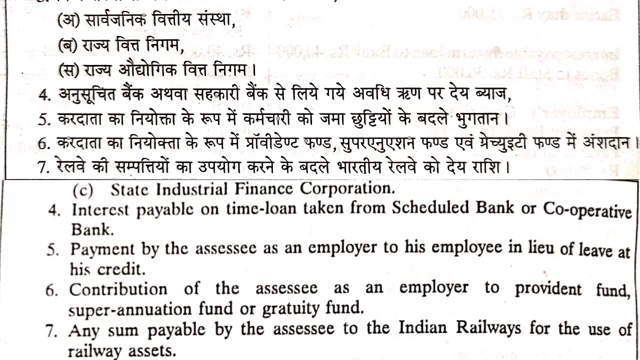 (अ) सार्वजनिक वित्तीय संस्था,
(ब) राज्य वित्त निगम,
(स) राज्य औद्योगिक वित्त निगम।
4. अनुसूचित बैंक अथवा सहकारी बैंक से लिये गये अवधि ऋण पर देय ब्याज,
5. करदाता का नियोक्ता के रूप में कर्मचारी को जमा छुट्टियों के बदले भुगतान।
6. करदाता का नियोक्ता के रूप में प्रॉवीडेण्ट फण्ड, सुपरएनुएशन फण्ड एवं ग्रेच्युइटी फण्ड में अंशदान।
7. रेलवे की सम्पत्तियों का उपयोग करने के बदले भारतीय रेलवे को देय राशि।
(c) State Industrial Finance Corporation.
4. Interest payable on time-loan taken from Scheduled Bank or Co-operative
Bank.
5. Payment by the assessee as an employer to his employee in lieu of leave at
his credit.
6. Contribution of the assessee as an employer to provident fund,
super-annuation fund or gratuity fund.
7. Any sum payable by the assessee to the Indian Railways for the use of
railway assets.